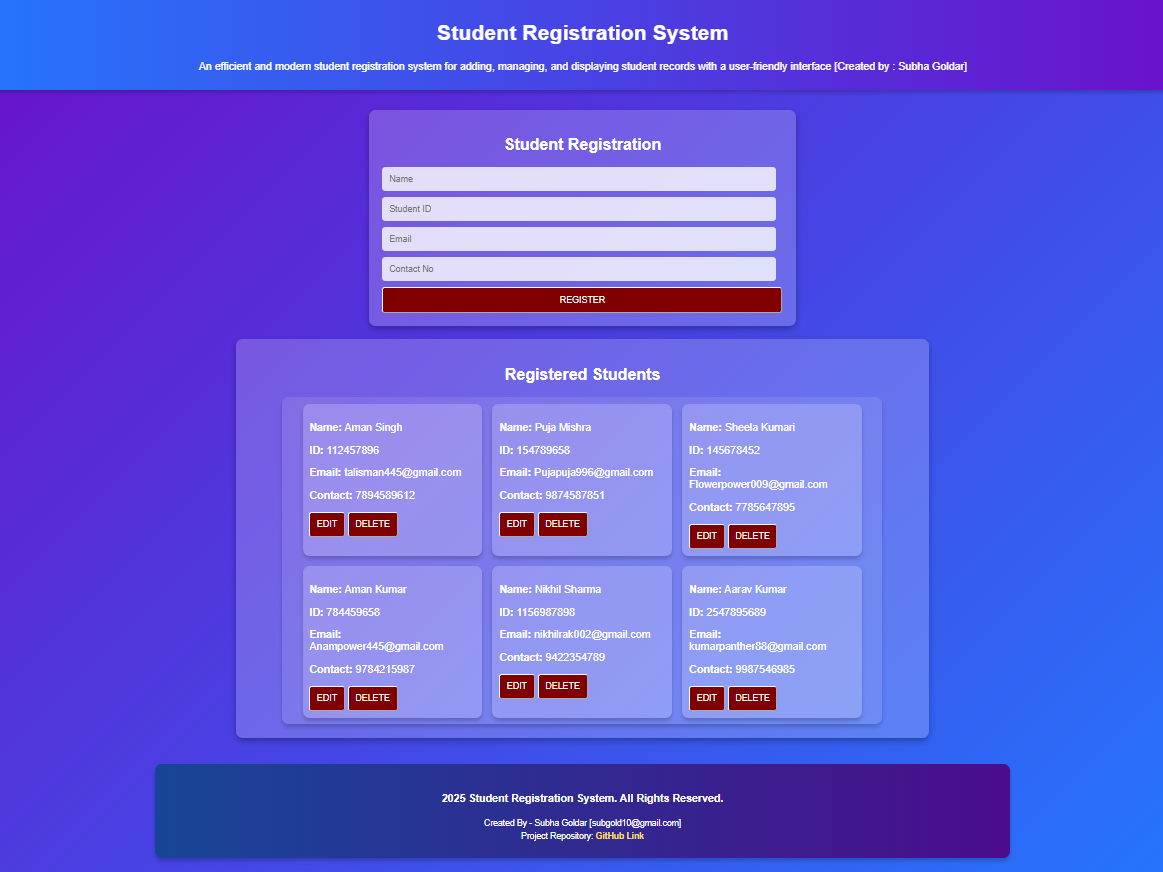 Student Registration System
An efficient and modern student registration system for adding, managing, and displaying student records with a user-friendly interface [Created by : Subha Goldar]
Student Registration
Name
Student ID
Email
Contact No
REGISTER
Registered Students
Name: Aman Singh
ID: 112457896
Email: talisman445@gmail.com
Contact: 7894589612
EDIT DELETE
Name: Puja Mishra
ID: 154789658
Email: Pujapuja996@gmail.com
Contact: 9874587851
EDIT DELETE
Name: Sheela Kumari
ID: 145678452
Email:
Flowerpower009@gmail.com
Contact: 7785647895
EDIT DELETE
Name: Aman Kumar
ID: 784459658
Email:
Anampower445@gmail.com
Contact: 9784215987
EDIT DELETE
Name: Nikhil Sharma
ID: 1156987898
Email: nikhilrak002@gmail.com
Contact: 9422354789
EDIT DELETE
Name: Aarav Kumar
ID: 2547895689
Email:
kumarpanther88@gmail.com
Contact: 9987546985
EDIT DELETE
2025 Student Registration System. All Rights Reserved.
Created By - Subha Goldar [subgold10@gmail.com]
Project Repository: GitHub Link